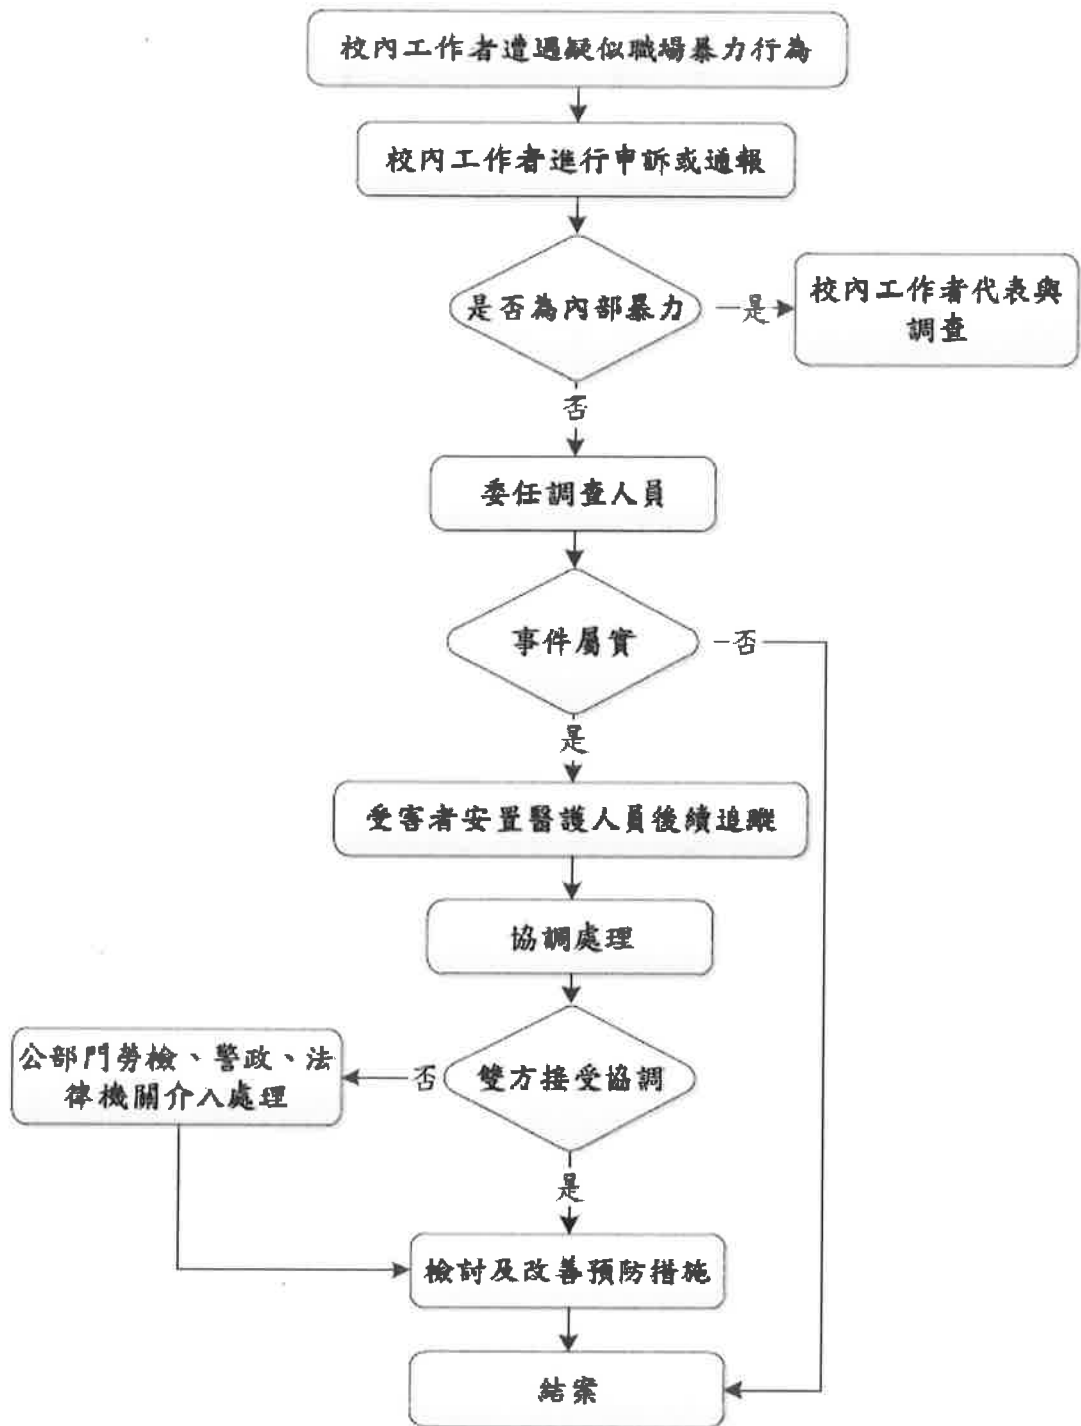 校內工作者遭遇疑似職場暴力行為
校內工作者進行申訴或通報
是否為內部暴力
是
校內工作者代表與
調查
否
委任調查人員
事件屬實
否
是
受害者安置醫護人員後續追蹤
協調處理
雙方接受協調
否
公部門勞檢、警政、法
律機關介入處理
是
檢討及改善預防措施
結案